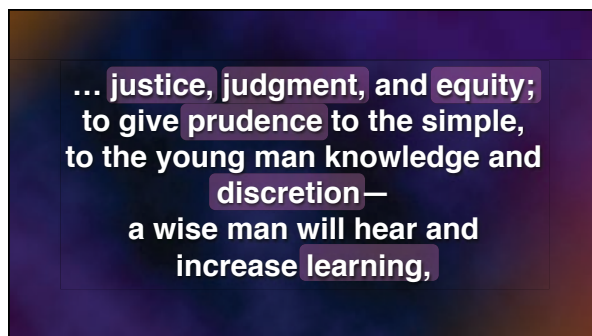 … justice, judgment, and equity;
to give prudence to the simple,
to the young man knowledge and
discretion—
a wise man will hear and
increase learning,